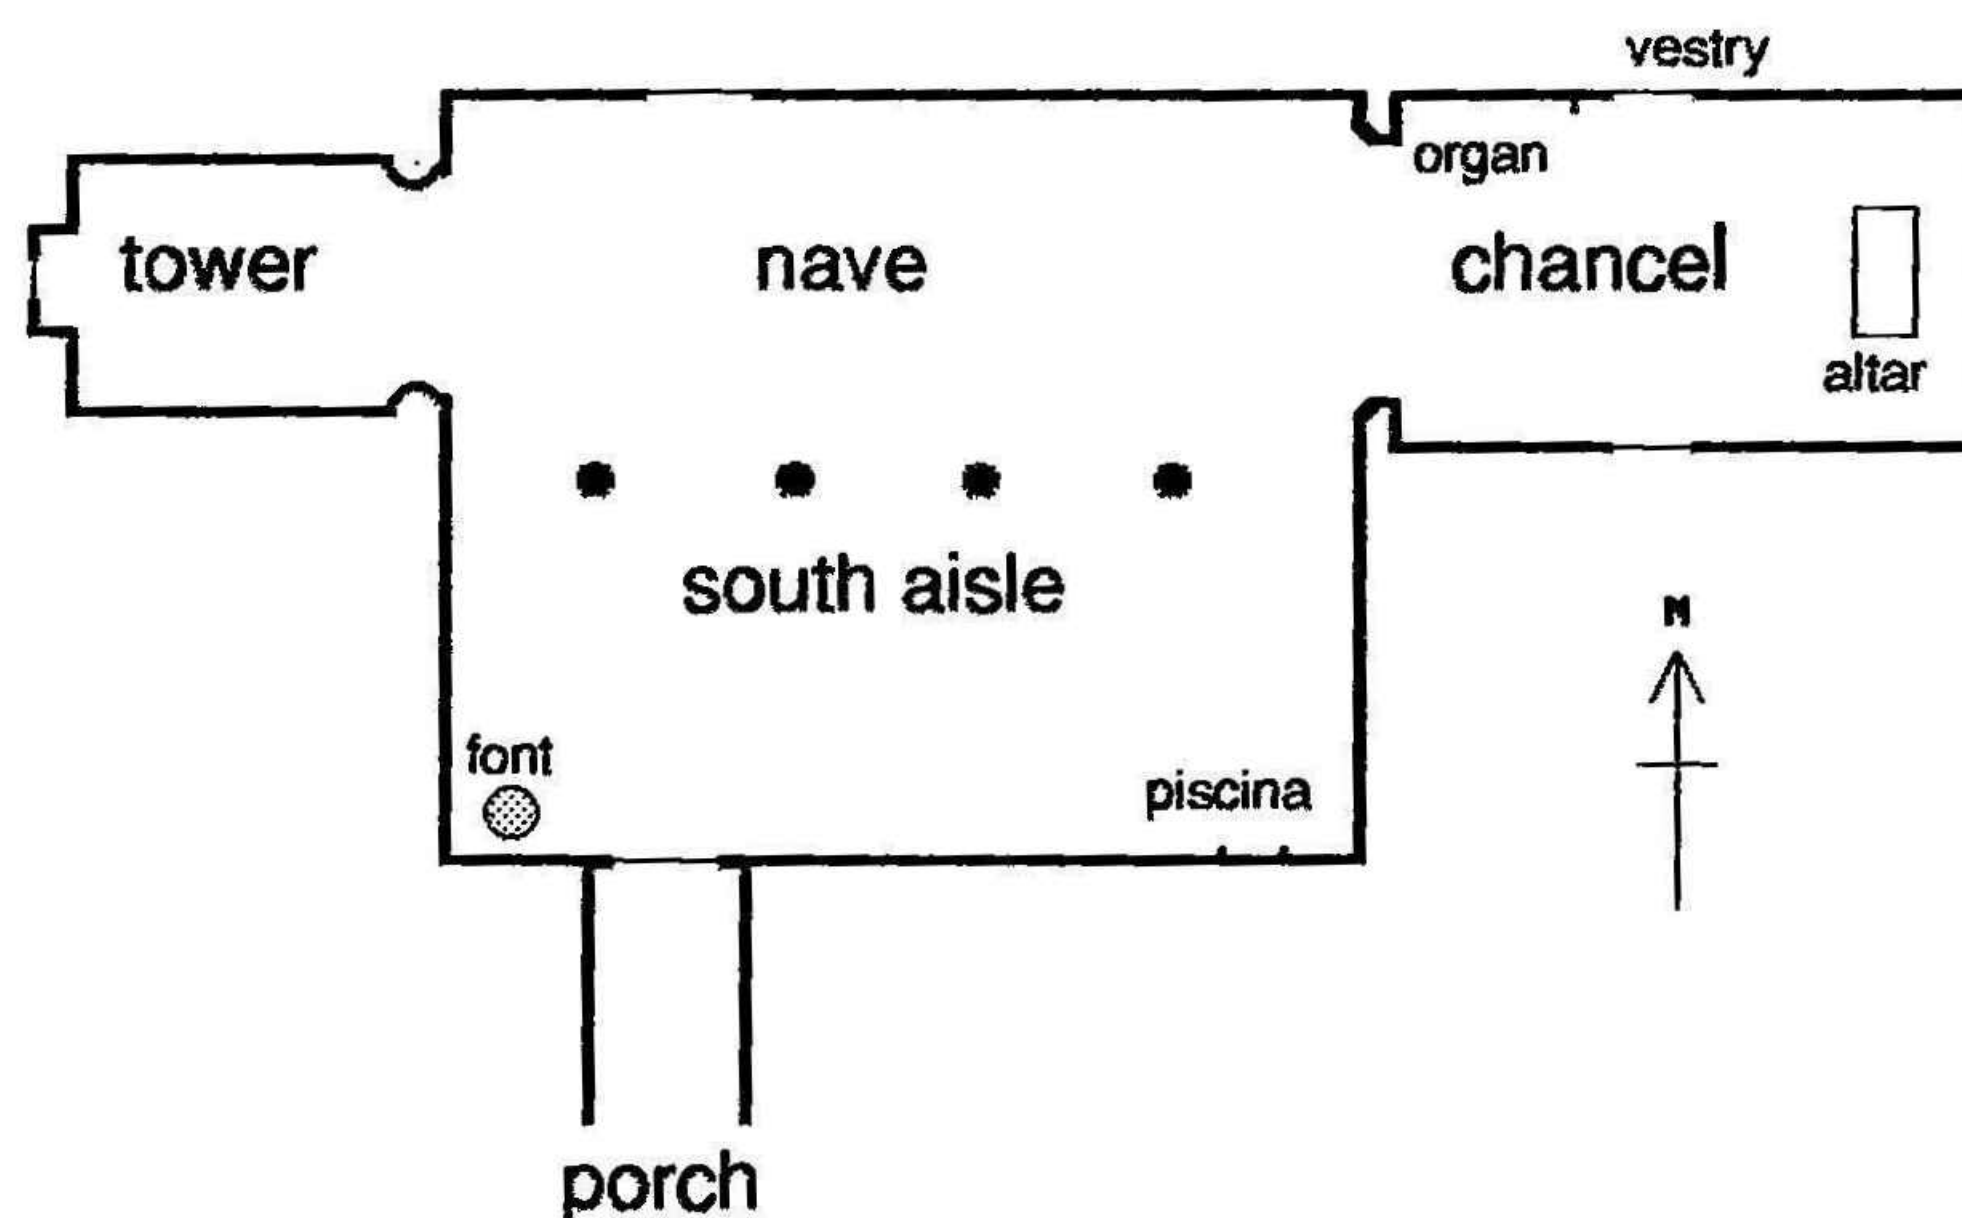 vestry
organ
tower
nave
chancel
altar
south aisle
N
font
piscina
porch